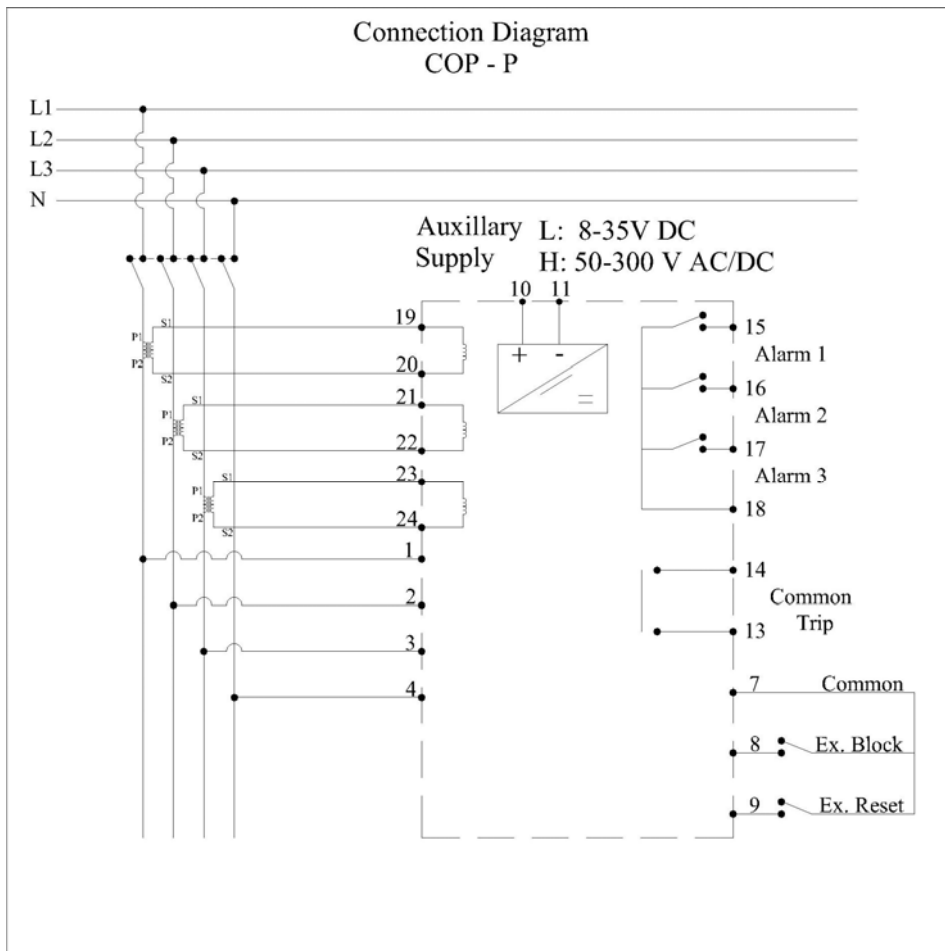 Connection Diagram
COP - P
L1
L2
L3
N
Auxillary L: 8-35V DC
Supply H: 50-300 V AC/DC
10 11
+ -
19
20
21
22
23
24
1
2
3
4
S1
P1
P2
S2
S1
P1
P2
S2
S1
P1
P2
S2
15
Alarm 1
16
Alarm 2
17
Alarm 3
18
14
Common
Trip
13
7 Common
8 Ex. Block
9 Ex. Reset